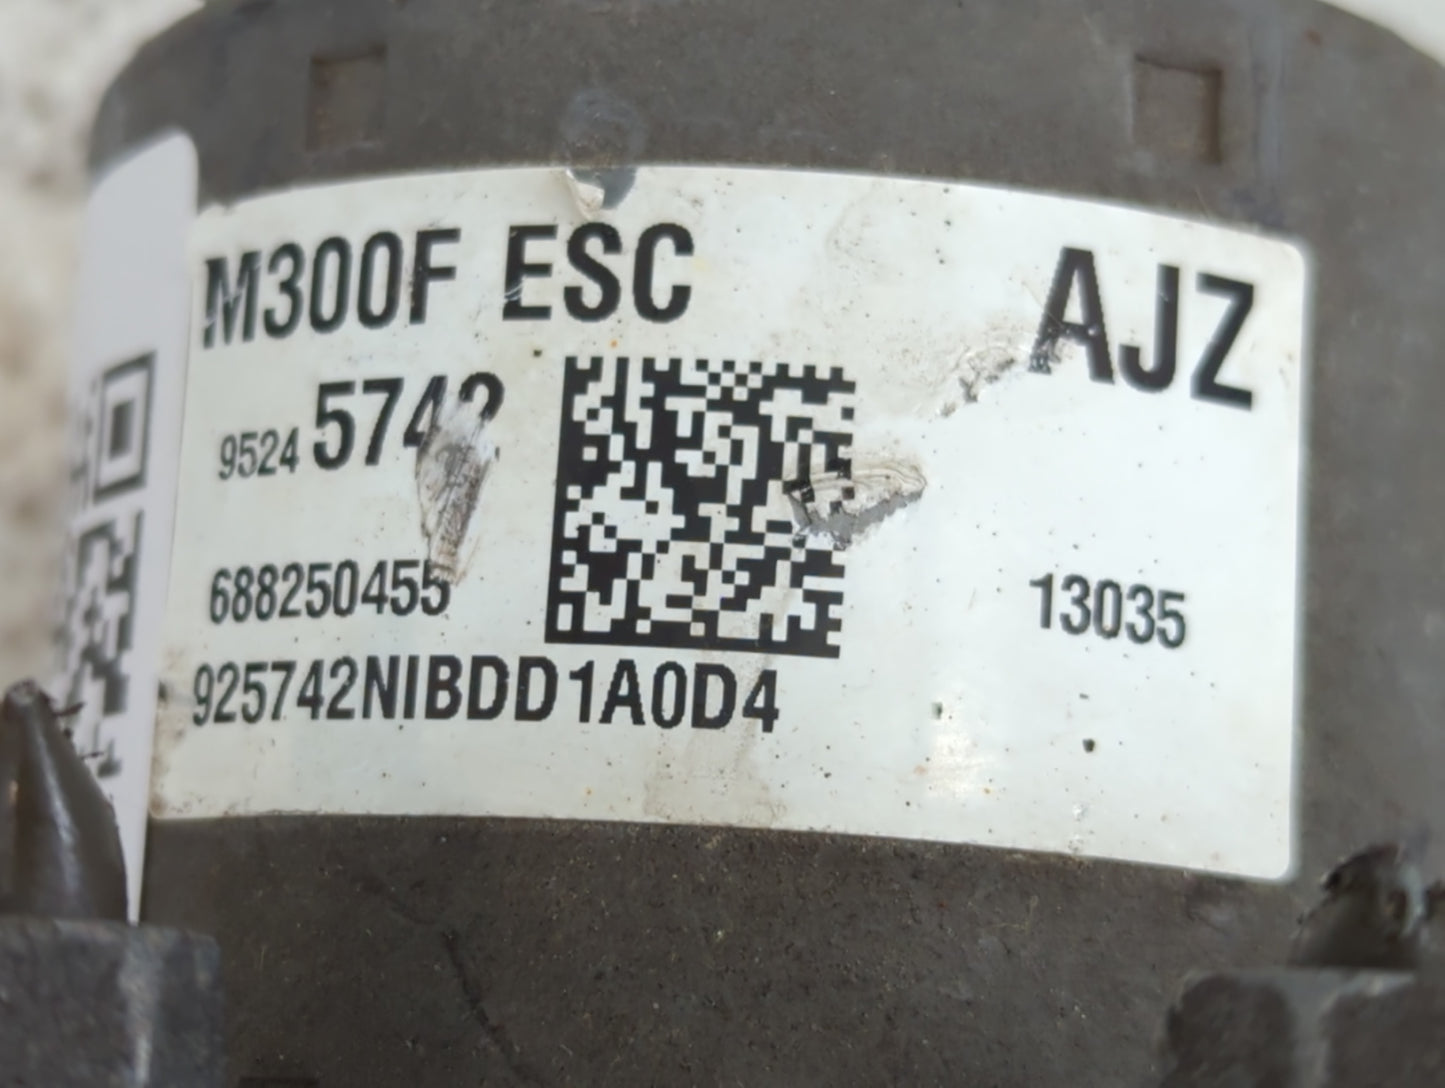 M300F ESC
AJZ
9524 5742
688250455
13035
925742NIBDD1A0D4